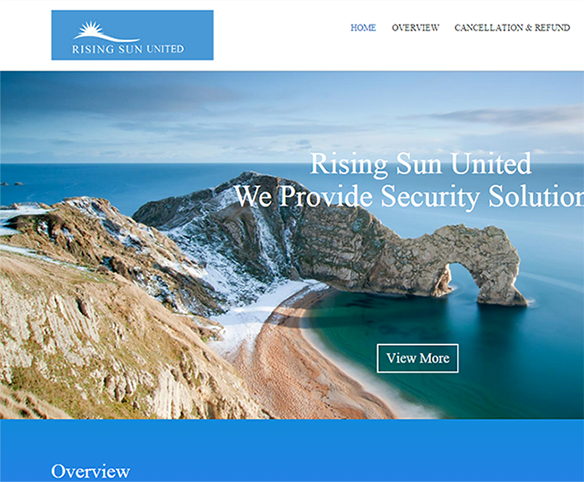 RISING SUN UNITED
HOME OVERVIEW CANCELLATION & REFUND
Rising Sun United
We Provide Security Solution
View More
Overview